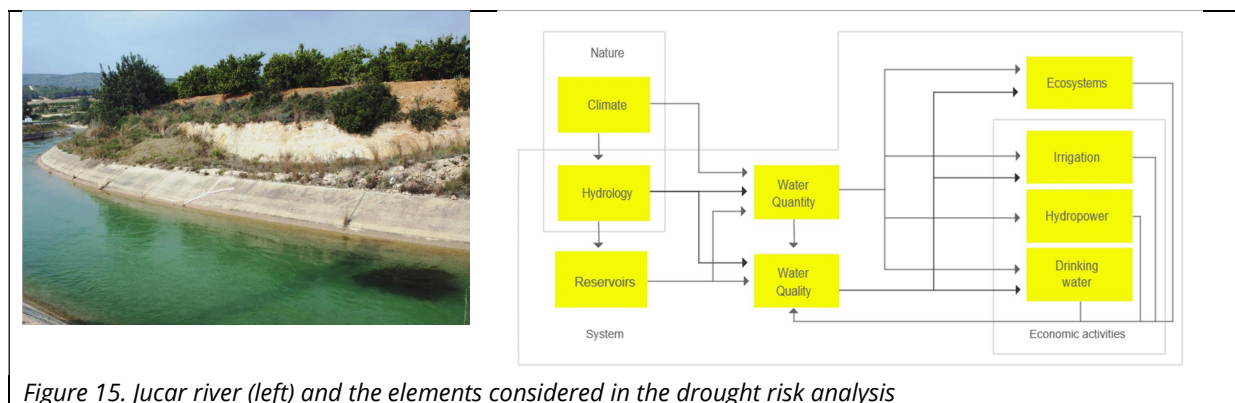 Nature
Climate
Hydrology
Reservoirs
System
Water
Quantity
Water
Quality
Ecosystems
Irrigation
Hydropower
Drinking
water
Economic activities
Figure 15. Jucar river (left) and the elements considered in the drought risk analysis